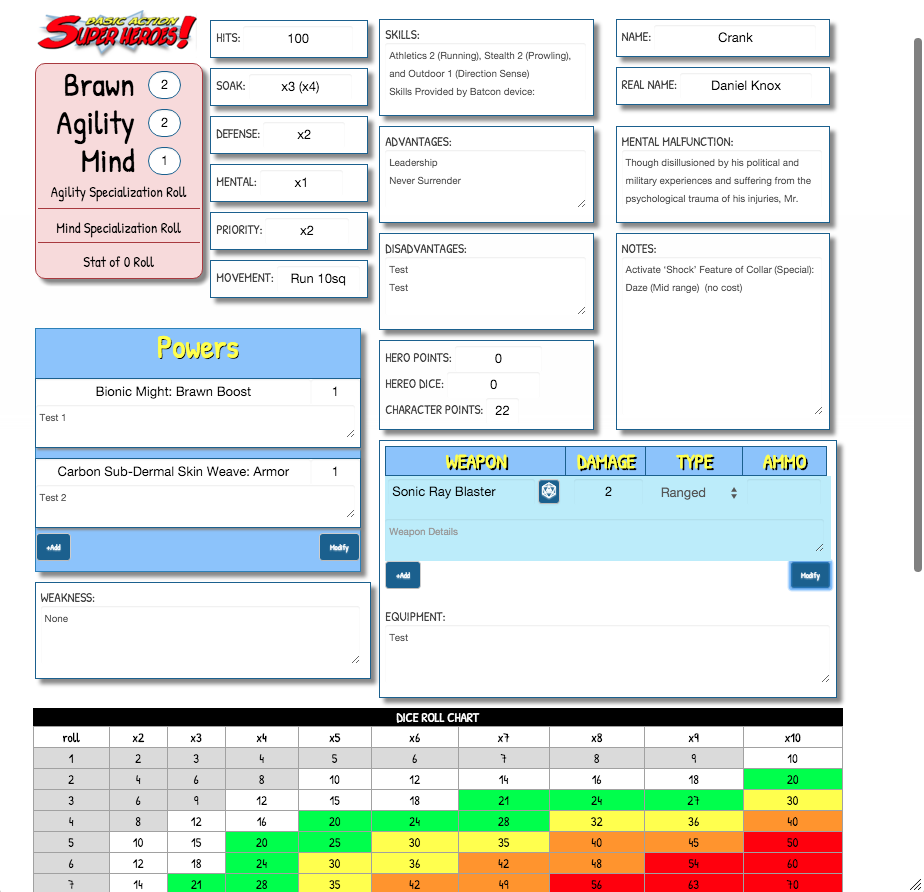 BASIC ACTION
SUPER HEROES!
Brawn 2
Agility 2
Mind 1
Agility Specialization Roll
Mind Specialization Roll
Stat of 0 Roll
HITS: 100
SOAK: x3 (x4)
DEFENSE: x2
MENTAL: x1
PRIORITY: x2
MOVEMENT: Run 10sq
SKILLS:
Athletics 2 (Running), Stealth 2 (Prowling),
and Outdoor 1 (Direction Sense)
Skills Provided by Batcon device:
ADVANTAGES:
Leadership
Never Surrender
DISADVANTAGES:
Test
Test
HERO POINTS: 0
HEREO DICE: 0
CHARACTER POINTS: 22
NAME: Crank
REAL NAME: Daniel Knox
MENTAL MALFUNCTION:
Though disillusioned by his political and
military experiences and suffering from the
psychological trauma of his injuries, Mr.
NOTES:
Activate 'Shock' Feature of Collar (Special):
Daze (Mid range) (no cost)
Powers
Bionic Might: Brawn Boost 1
Test 1
Carbon Sub-Dermal Skin Weave: Armor 1
Test 2
+Add Modify
WEAKNESS:
None
WEAPON DAMAGE TYPE AMMO
Sonic Ray Blaster 2 Ranged
Weapon Details
+Add Modify
EQUIPMENT:
Test
DICE ROLL CHART
roll x2 x3 x4 x5 x6 x7 x8 x9 x10
1 2 3 4 5 6 7 8 9 10
2 4 6 8 10 12 14 16 18 20
3 6 9 12 15 18 21 24 27 30
4 8 12 16 20 24 28 32 36 40
5 10 15 20 25 30 35 40 45 50
6 12 18 24 30 36 42 48 54 60
7 14 21 28 35 42 49 56 63 70